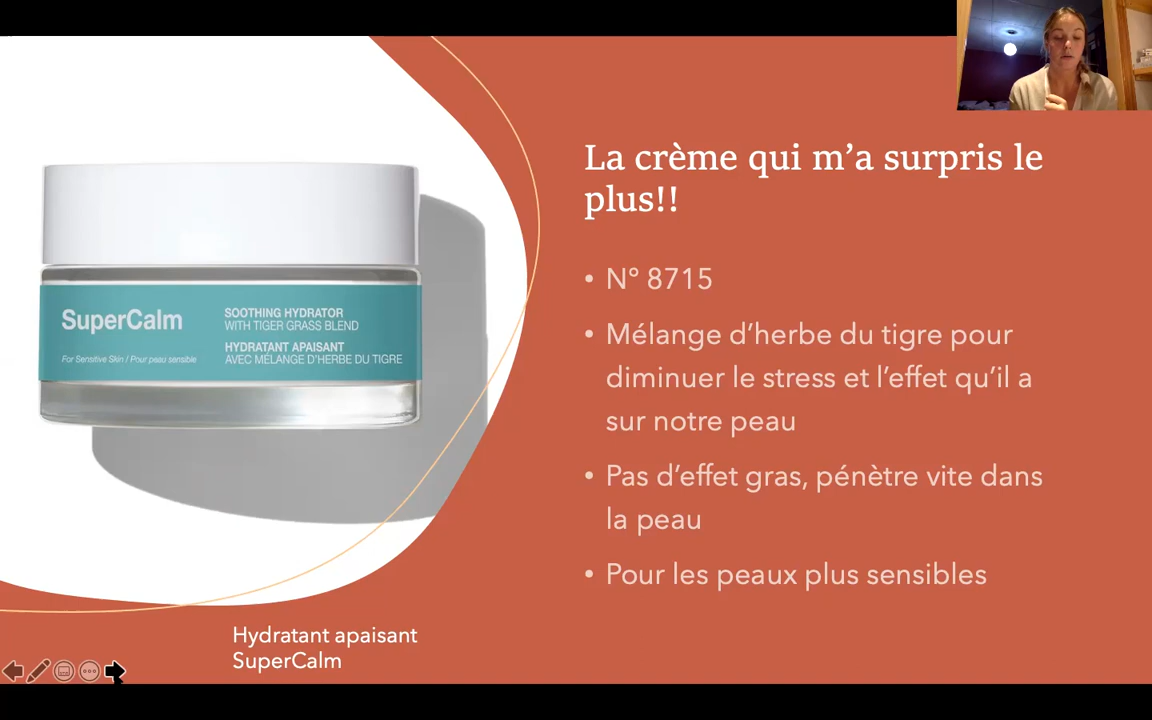 La crème qui m’a surpris le
plus!!
• N° 8715
• Mélange d’herbe du tigre pour
diminuer le stress et l’effet qu’il a
sur notre peau
• Pas d’effet gras, pénètre vite dans
la peau
• Pour les peaux plus sensibles
SuperCalm
For Sensitive Skin / Pour peau sensible
SOOTHING HYDRATOR
WITH TIGER GRASS BLEND
HYDRATANT APAISANT
AVEC MÉLANGE D’HERBE DU TIGRE
Hydratant apaisant
SuperCalm